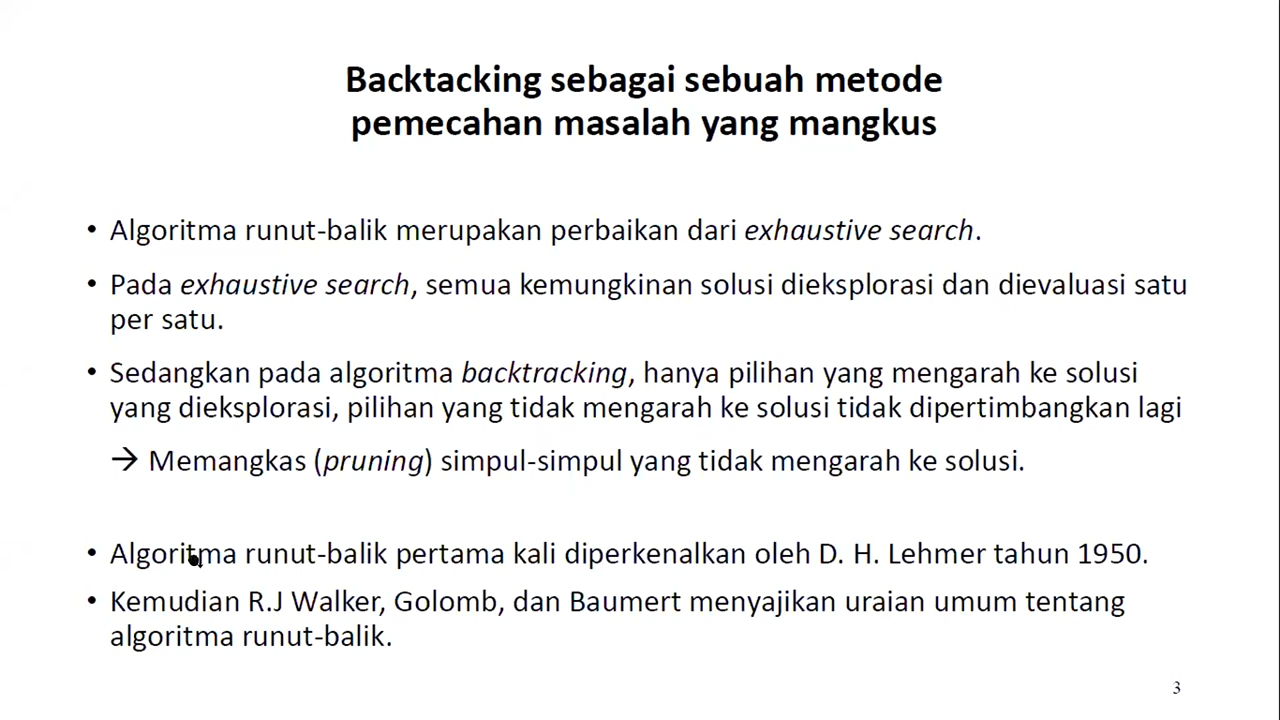 Backtacking sebagai sebuah metode
pemecahan masalah yang mangkus
• Algoritma runut-balik merupakan perbaikan dari exhaustive search.
• Pada exhaustive search, semua kemungkinan solusi dieksplorasi dan dievaluasi satu
per satu.
• Sedangkan pada algoritma backtracking, hanya pilihan yang mengarah ke solusi
yang dieksplorasi, pilihan yang tidak mengarah ke solusi tidak dipertimbangkan lagi
→ Memangkas (pruning) simpul-simpul yang tidak mengarah ke solusi.
• Algoritma runut-balik pertama kali diperkenalkan oleh D. H. Lehmer tahun 1950.
• Kemudian R.J Walker, Golomb, dan Baumert menyajikan uraian umum tentang
algoritma runut-balik.
3